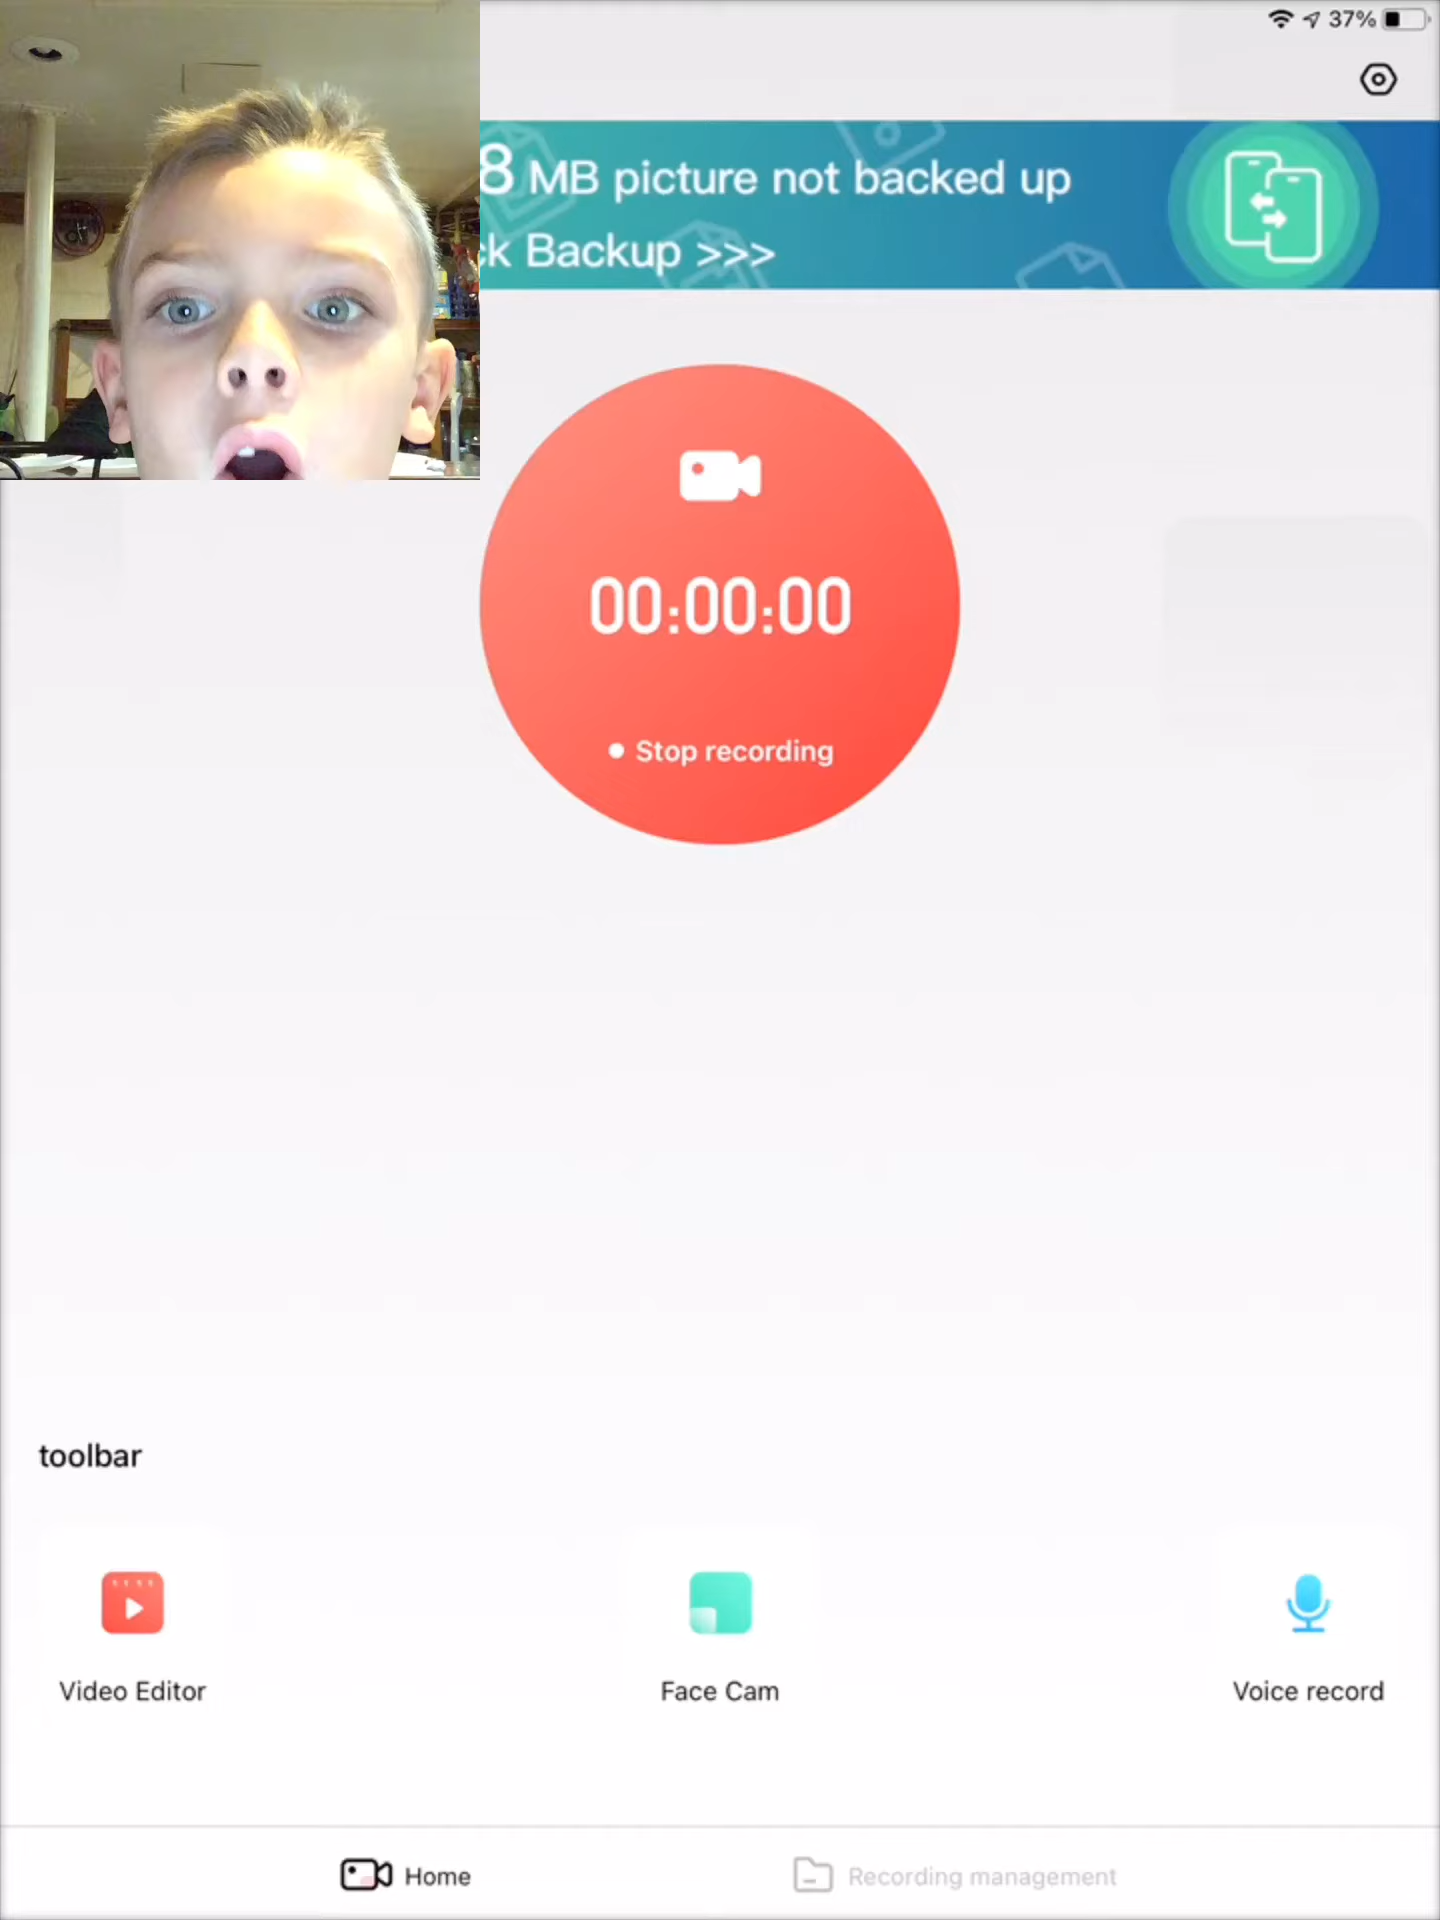 37%
8 MB picture not backed up
ck Backup >>>
00:00:00
Stop recording
toolbar
Video Editor
Face Cam
Voice record
Home
Recording management